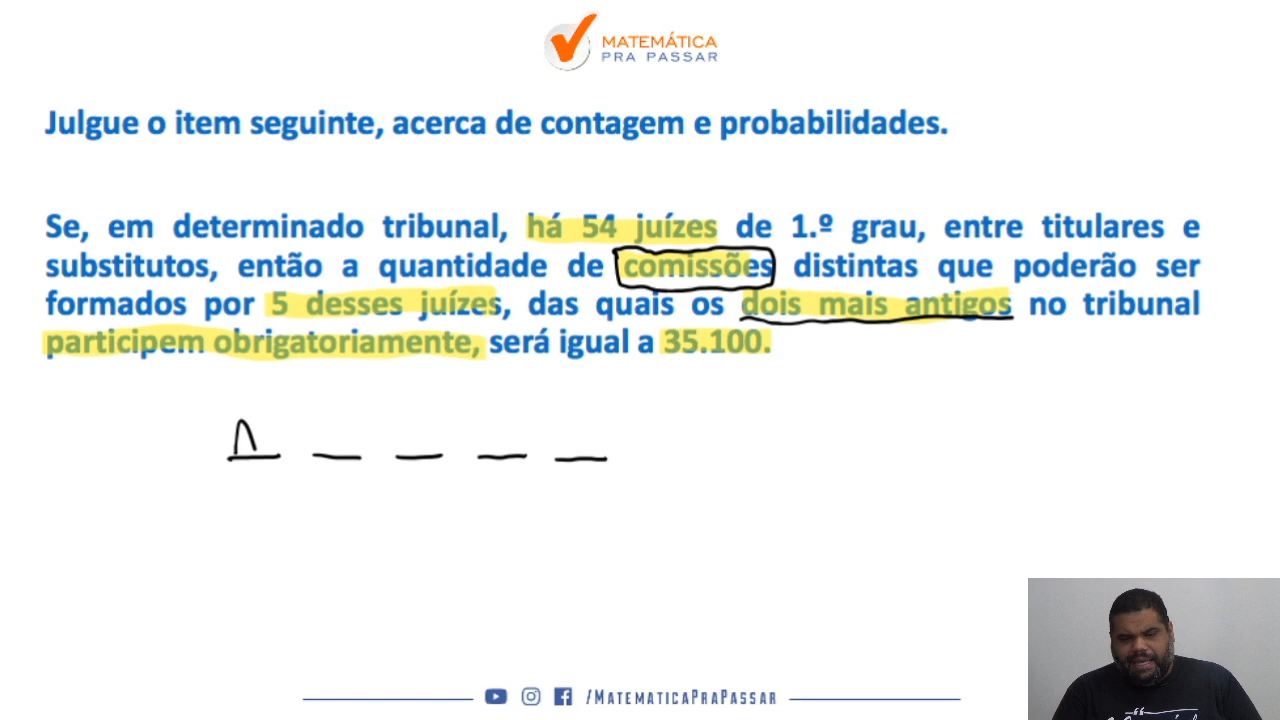 MATEMÁTICA
PRA PASSAR
Julgue o item seguinte, acerca de contagem e probabilidades.
Se, em determinado tribunal, há 54 juízes de 1.º grau, entre titulares e
substitutos, então a quantidade de comissões distintas que poderão ser
formados por 5 desses juízes, das quais os dois mais antigos no tribunal
participem obrigatoriamente, será igual a 35.100.
/MATEMATICAPRAPASSAR